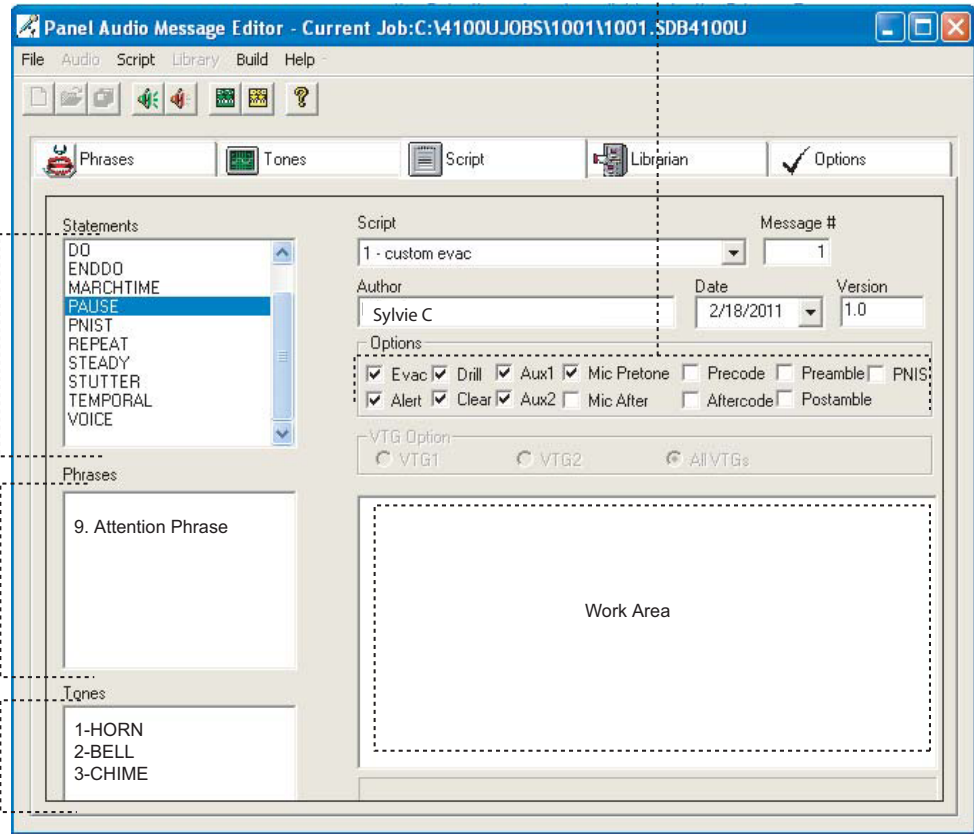 Panel Audio Message Editor - Current Job:C:\4100UJOBS\1001\1001.SDB4100U
File Audio Script Library Build Help
Phrases Tones Script Librarian Options
Statements
DO
ENDDO
MARCHTIME
PAUSE
PNIST
REPEAT
STEADY
STUTTER
TEMPORAL
VOICE
Phrases
9. Attention Phrase
Tones
1-HORN
2-BELL
3-CHIME
Script Message #
1 - custom evac 1
Author Date Version
Sylvie C 2/18/2011 1.0
Options
Evac Drill Aux1 Mic Pretone Precode Preamble PNIS
Alert Clear Aux2 Mic After Aftercode Postamble
VTG Option
VTG1 VTG2 All VTGs
Work Area